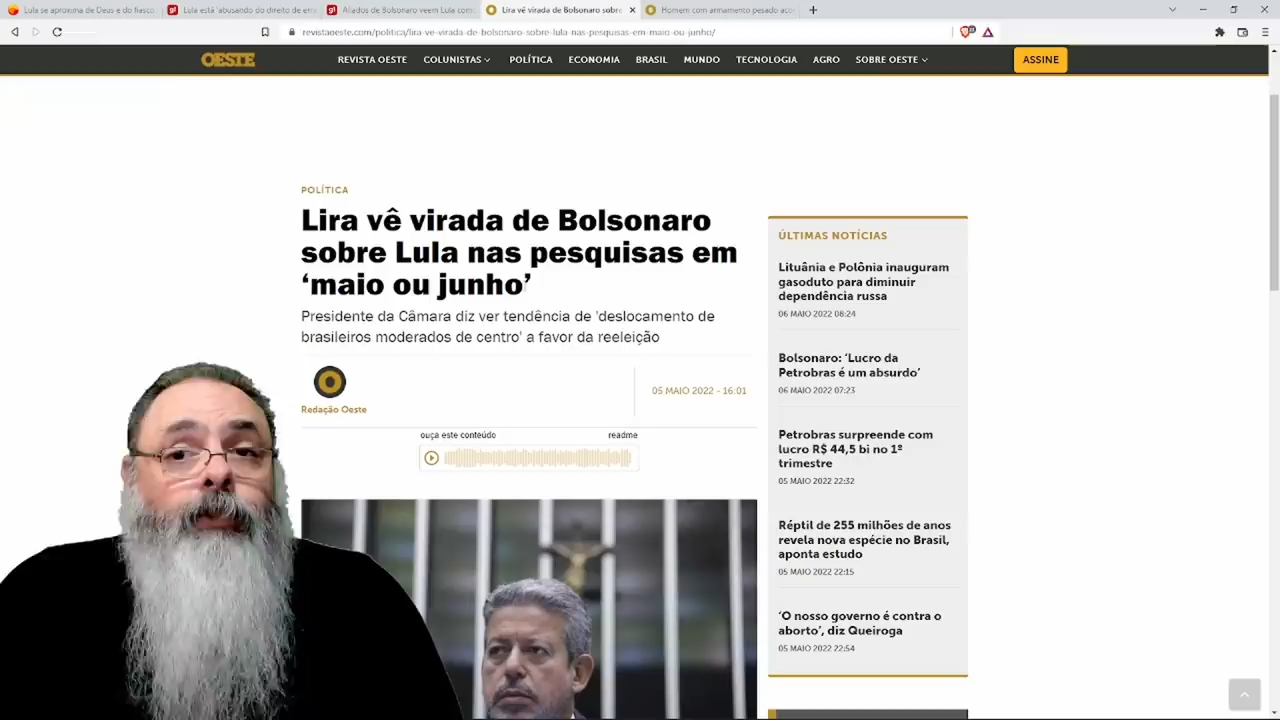 Lula se aproxima de Deus e do fiasco
Lula está 'abusando do direito de err
Aliados de Bolsonaro veem Lula com
Lira vê virada de Bolsonaro sobre
Homem com armamento pesado aco
revistaoeste.com/politica/lira-ve-virada-de-bolsonaro-sobre-lula-nas-pesquisas-em-maio-ou-junho/
OESTE
REVISTA OESTE
COLUNISTAS
POLÍTICA
ECONOMIA
BRASIL
MUNDO
TECNOLOGIA
AGRO
SOBRE OESTE
ASSINE
POLÍTICA
Lira vê virada de Bolsonaro
sobre Lula nas pesquisas em
‘maio ou junho’
Presidente da Câmara diz ver tendência de 'deslocamento de
brasileiros moderados de centro' a favor da reeleição
Redação Oeste
05 MAIO 2022 - 16:01
ouça este conteúdo
readme
ÚLTIMAS NOTÍCIAS
Lituânia e Polônia inauguram
gasoduto para diminuir
dependência russa
06 MAIO 2022 08:24
Bolsonaro: ‘Lucro da
Petrobras é um absurdo’
06 MAIO 2022 07:23
Petrobras surpreende com
lucro R$ 44,5 bi no 1º
trimestre
05 MAIO 2022 22:32
Réptil de 255 milhões de anos
revela nova espécie no Brasil,
aponta estudo
05 MAIO 2022 22:15
‘O nosso governo é contra o
aborto’, diz Queiroga
05 MAIO 2022 22:54